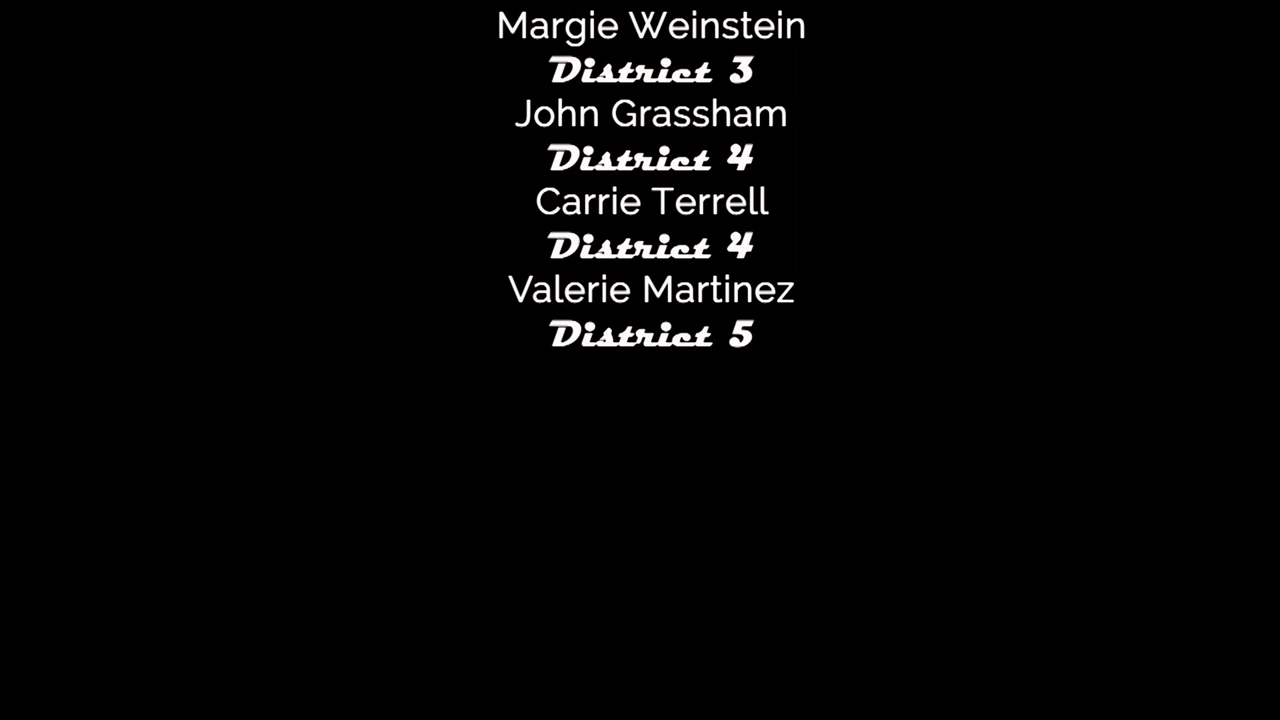 Margie Weinstein
District 3
John Grassham
District 4
Carrie Terrell
District 4
Valerie Martinez
District 5